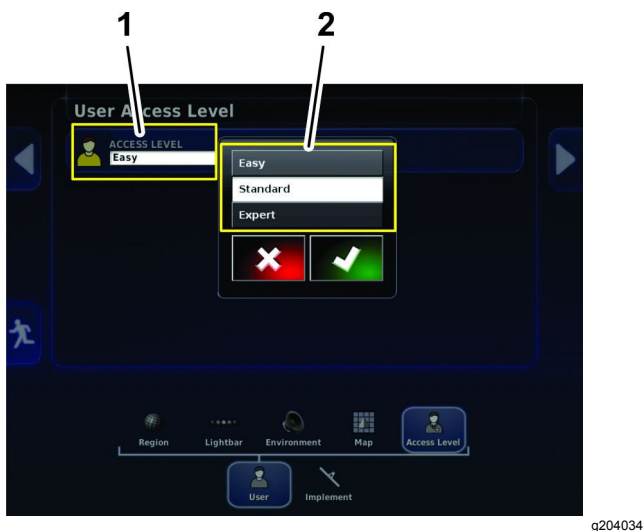 1 2
User Access Level
ACCESS LEVEL
Easy
Easy
Standard
Expert
Region Lightbar Environment Map Access Level
User Implement
g204034